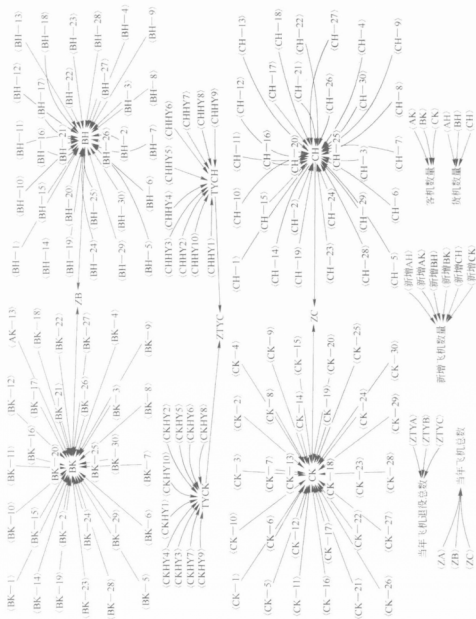 (BK—1) (BK—10) (BK—11) (BK—12) (AK—13)
(BK—14) (BK—15) (BK—16) (BK—17) (BK—18)
(BK—19) (BK—2) (BK—20) (BK—21) (BK—22)
BK
(BK—23) (BK—24) (BK—25) (BK—26) (BK—27)
(BK—28) (BK—29) (BK—30) (BK—3) (BK—4)
(BK—5) (BK—7) (BK—8) (BK—9)
ZB
(BH—1) (BH—10) (BH—11) (BH—12) (BH—13)
(BH—14) (BH—15) (BH—16) (BH—17) (BH—18)
(BH—19) (BH—20) (BH—21) (BH—22) (BH—23)
BH
(BH—24) (BH—25) (BH—26) (BH—27) (BH—28)
(BH—29) (BH—30) (BH—2) (BH—3) (BH—4)
(BH—5) (BH—6) (BH—7) (BH—8) (BH—9)
(CKHY4) (CKHY1) (CKHY10) (CKHY2)
(CKHY3) (CKHY5)
(CKHY7) (CKHY6)
(CKHY9) (CKHY8)
TYCK
ZTYC
(CHHY3) (CHHY4) (CHHY5) (CHHY6)
(CHHY2) (CHHY7)
(CHHY10) (CHHY8)
(CHHY1) (CHHY9)
TYCH
(CK—1) (CK—10) (CK—3) (CK—2) (CK—4)
(CK—5) (CK—6) (CK—7) (CK—8) (CK—9)
(CK—11) (CK—12) (CK—13) (CK—14) (CK—15)
CK
(CK—16) (CK—17) (CK—18) (CK—19) (CK—20)
(CK—21) (CK—22) (CK—23) (CK—24) (CK—25)
(CK—26) (CK—27) (CK—28) (CK—29) (CK—30)
ZC
(CH—1) (CH—10) (CH—11) (CH—12) (CH—13)
(CH—14) (CH—15) (CH—16) (CH—17) (CH—18)
(CH—19) (CH—2) (CH—20) (CH—21) (CH—22)
CH
(CH—23) (CH—24) (CH—25) (CH—26) (CH—27)
(CH—28) (CH—29) (CH—3) (CH—30) (CH—4)
(CH—5) (CH—6) (CH—7) (CH—8) (CH—9)
当年飞机退役总数
(ZTYA)
(ZTYB)
(ZTYC)
新增飞机数量
(新增AH)
(新增AK)
(新增BH)
(新增BK)
(新增CH)
(新增CK)
客机数量
AK)
BK)
CK)
(ZA)
(ZB)
(ZC)
当年飞机总数
货机数量
AH)
BH)
CH)